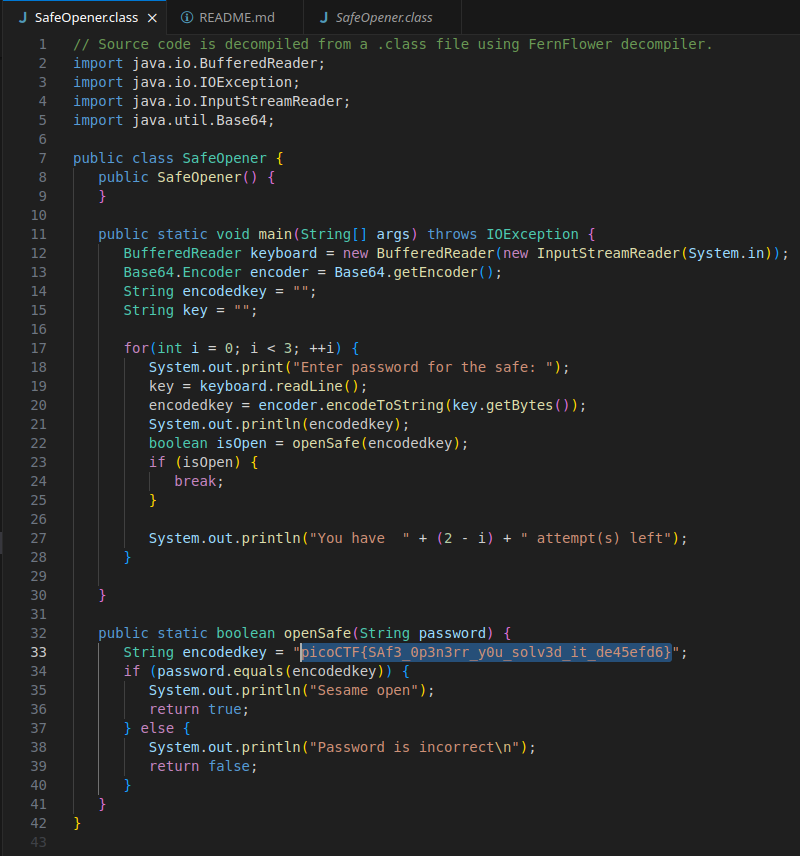 SafeOpener.class README.md SafeOpener.class
1 // Source code is decompiled from a .class file using FernFlower decompiler.
2 import java.io.BufferedReader;
3 import java.io.IOException;
4 import java.io.InputStreamReader;
5 import java.util.Base64;
6
7 public class SafeOpener {
8    public SafeOpener() {
9    }
10
11    public static void main(String[] args) throws IOException {
12       BufferedReader keyboard = new BufferedReader(new InputStreamReader(System.in));
13       Base64.Encoder encoder = Base64.getEncoder();
14       String encodedkey = "";
15       String key = "";
16
17       for(int i = 0; i < 3; ++i) {
18          System.out.print("Enter password for the safe: ");
19          key = keyboard.readLine();
20          encodedkey = encoder.encodeToString(key.getBytes());
21          System.out.println(encodedkey);
22          boolean isOpen = openSafe(encodedkey);
23          if (isOpen) {
24             break;
25          }
26
27          System.out.println("You have  " + (2 - i) + " attempt(s) left");
28       }
29
30    }
31
32    public static boolean openSafe(String password) {
33       String encodedkey = "picoCTF{SAf3_0p3n3rr_y0u_solv3d_it_de45efd6}";
34       if (password.equals(encodedkey)) {
35          System.out.println("Sesame open");
36          return true;
37       } else {
38          System.out.println("Password is incorrect\n");
39          return false;
40       }
41    }
42 }
43